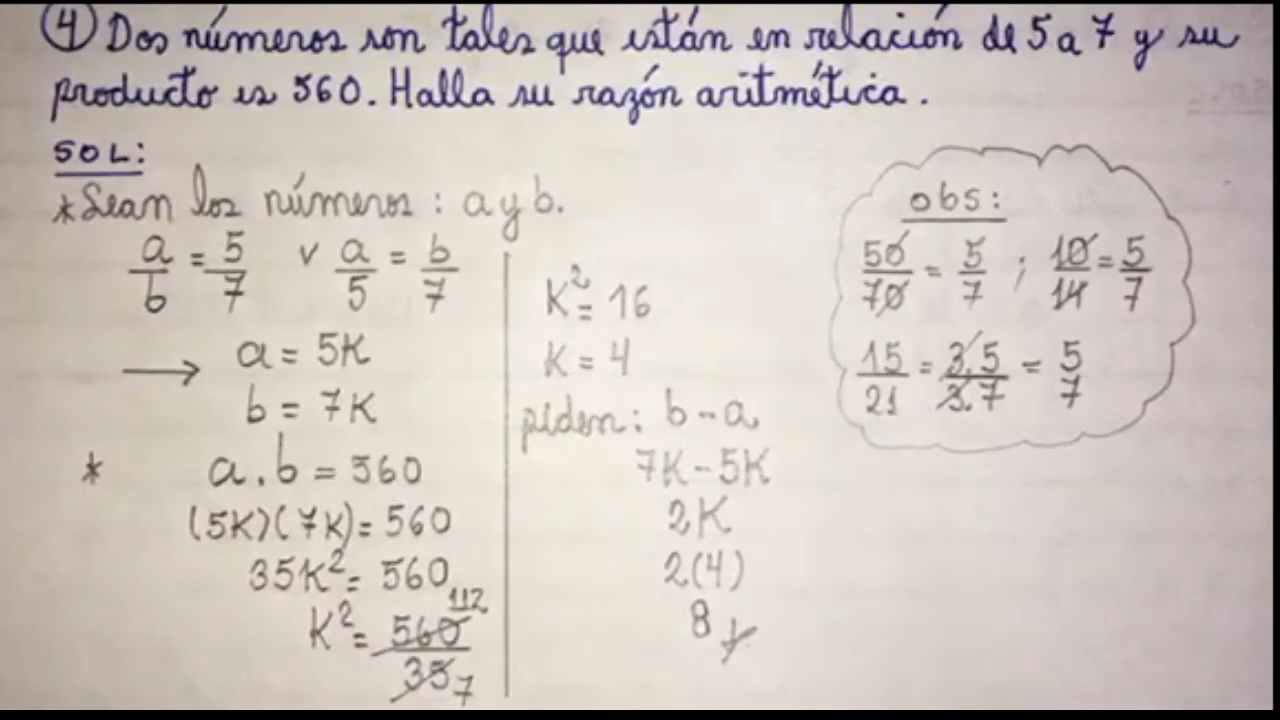 ④ Dos números son tales que están en relación de 5 a 7 y su
producto es 560. Halla su razón aritmética.
SOL:
*Sean los números: a y b.
a/b = 5/7 v a/5 = b/7
→ a = 5K
b = 7K
* a.b = 560
(5K)(7K) = 560
35K² = 560
K² = 560/35 112/7
K² = 16
K = 4
piden: b - a
7K - 5K
2K
2(4)
8
obs:
50/70 = 5/7 ; 10/14 = 5/7
15/21 = 3.5/3.7 = 5/7